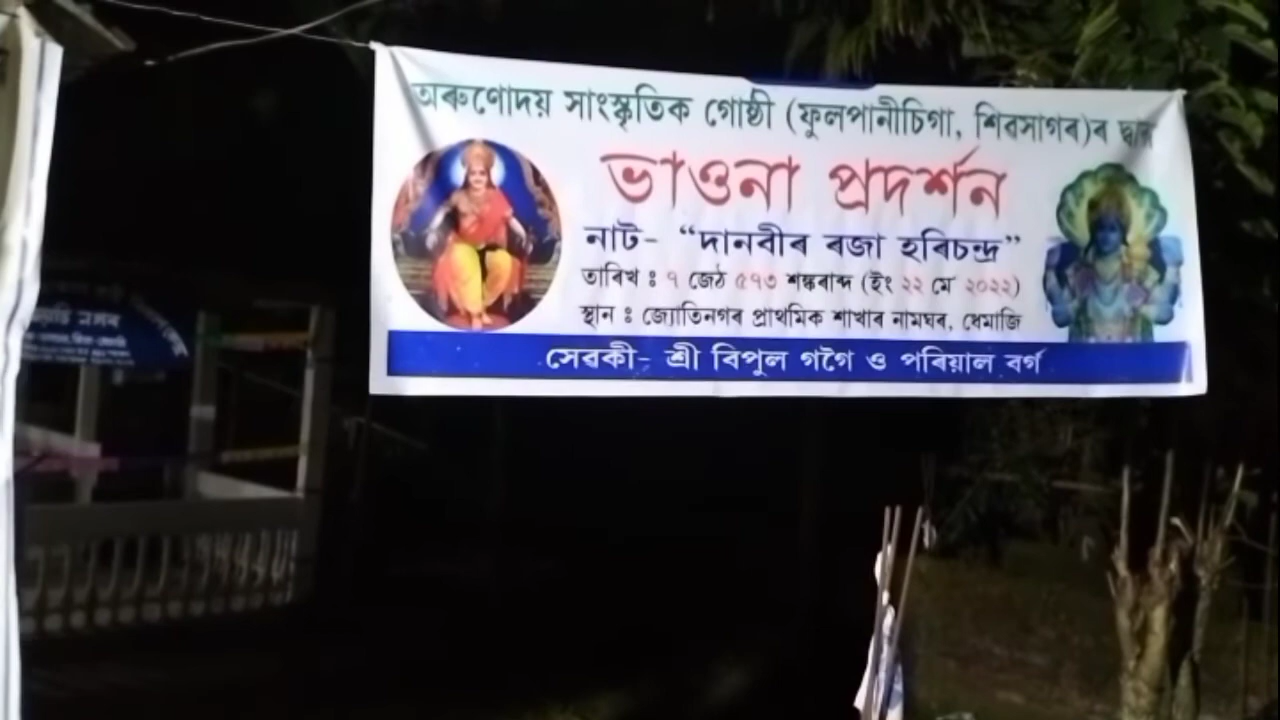 অৰুণোদয় সাংস্কৃতিক গোষ্ঠী (ফুলপানীচিগা, শিৱসাগৰ)ৰ দ্বাৰা
ভাওনা প্ৰদৰ্শন
নাট- “দানবীৰ ৰজা হৰিচন্দ্ৰ”
তাৰিখ ঃ ৭ জেঠ ৫৭৩ শঙ্কৰাব্দ (ইং ২২ মে’ ২০২২)
স্থান ঃ জ্যোতিনগৰ প্ৰাথমিক শাখাৰ নামঘৰ, ধেমাজি
সেৱকী- শ্ৰী বিপুল গগৈ ও পৰিয়াল বৰ্গ